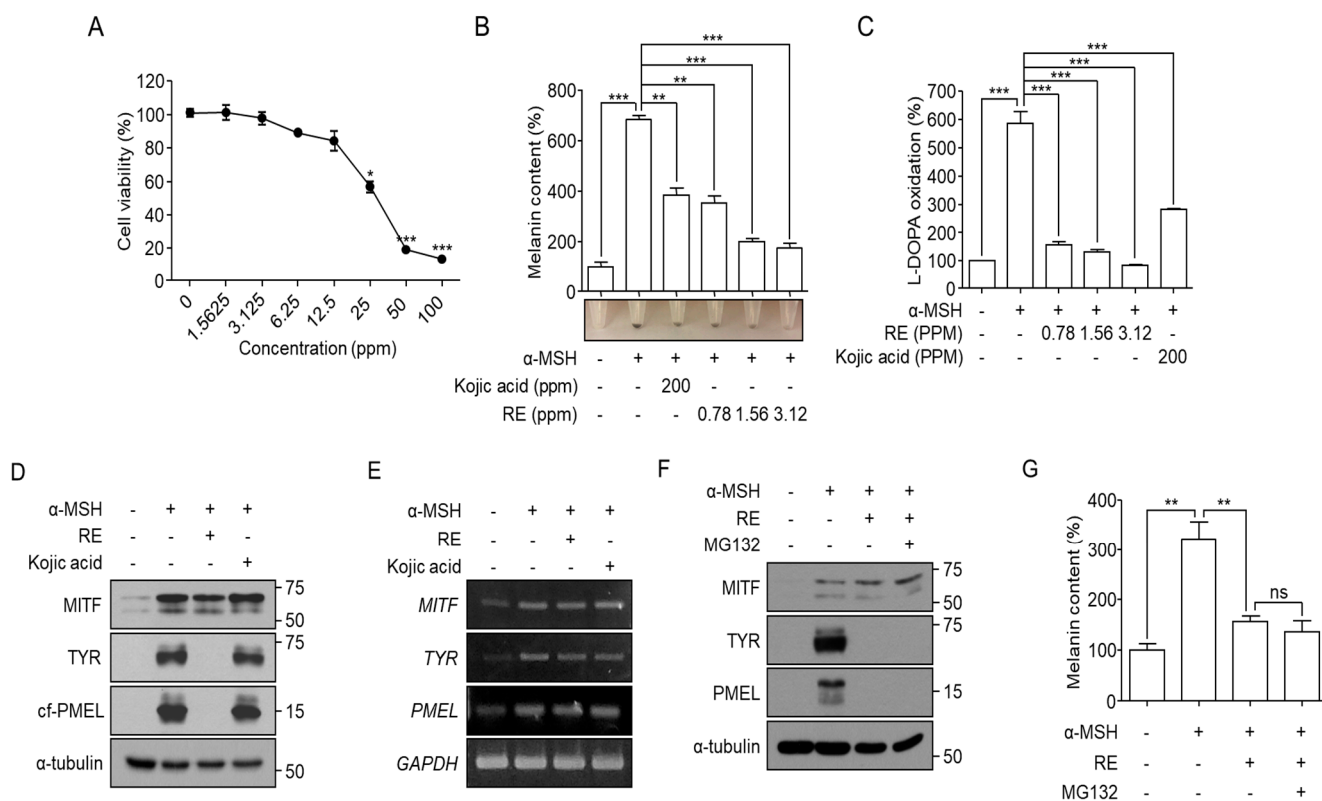 A
Cell viability (%)
120
100
80
60
40
20
0
*
***
***
0 1.5625 3.125 6.25 12.5 25 50 100
Concentration (ppm)
B
Melanin content (%)
800
600
400
200
0
***
***
**
*** **
α-MSH - + + + + +
Kojic acid (ppm) - - 200 - - -
RE (ppm) - - - 0.78 1.56 3.12
C
L-DOPA oxidation (%)
700
600
500
400
300
200
100
0
***
***
***
*** ***
α-MSH - + + + + +
RE (PPM) - - 0.78 1.56 3.12 -
Kojic acid (PPM) - - - - - 200
D
α-MSH - + + +
RE - - + -
Kojic acid - - - +
MITF 75
50
TYR 75
cf-PMEL 15
α-tubulin 50
E
α-MSH - + + +
RE - - + -
Kojic acid - - - +
MITF
TYR
PMEL
GAPDH
F
α-MSH - + + +
RE - - + +
MG132 - - - +
MITF 75
50
TYR 75
PMEL 15
α-tubulin 50
G
Melanin content (%)
400
300
200
100
0
** **
ns
α-MSH - + + +
RE - - + +
MG132 - - - +